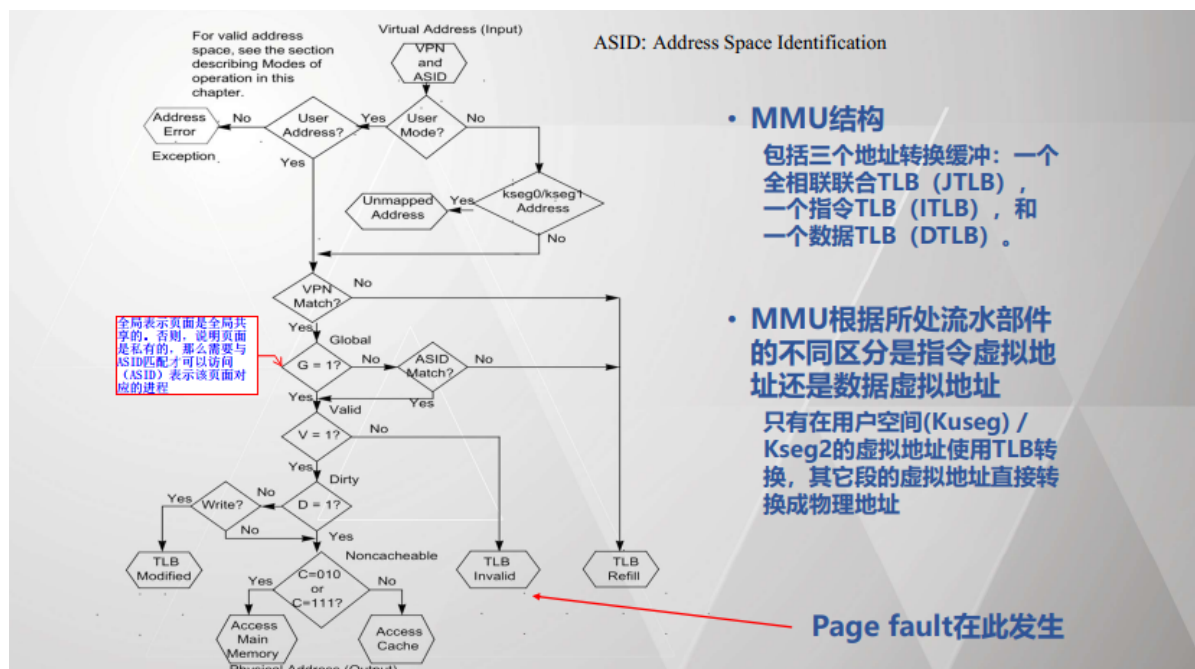 Virtual Address (Input)
For valid address
space, see the section
describing Modes of
operation in this
chapter.
VPN
and
ASID
ASID: Address Space Identification
Address
Error
No
User
Address?
Yes
User
Mode?
No
Exception
Yes
Unmapped
Address
Yes
kseg0/kseg1
Address
No
VPN
Match?
No
Yes
Global
全局表示页面是全局共
享的。否则，说明页面
是私有的，那么需要与
ASID匹配才可以访问
（ASID）表示该页面对
应的进程
G = 1?
No
ASID
Match?
No
Yes
Yes
Valid
V = 1?
No
Yes
Dirty
Yes
Write?
No
D = 1?
No
Yes
TLB
Modified
Noncacheable
TLB
Invalid
TLB
Refill
Yes
C=010
or
C=111?
No
Access
Main
Memory
Access
Cache
Physical Address (Output)
• MMU结构
包括三个地址转换缓冲：一个
全相联联合TLB（JTLB），
一个指令TLB（ITLB），和
一个数据TLB（DTLB）。
• MMU根据所处流水部件
的不同区分是指令虚拟地
址还是数据虚拟地址
只有在用户空间(Kuseg) /
Kseg2的虚拟地址使用TLB转
换，其它段的虚拟地址直接转
换成物理地址
Page fault在此发生